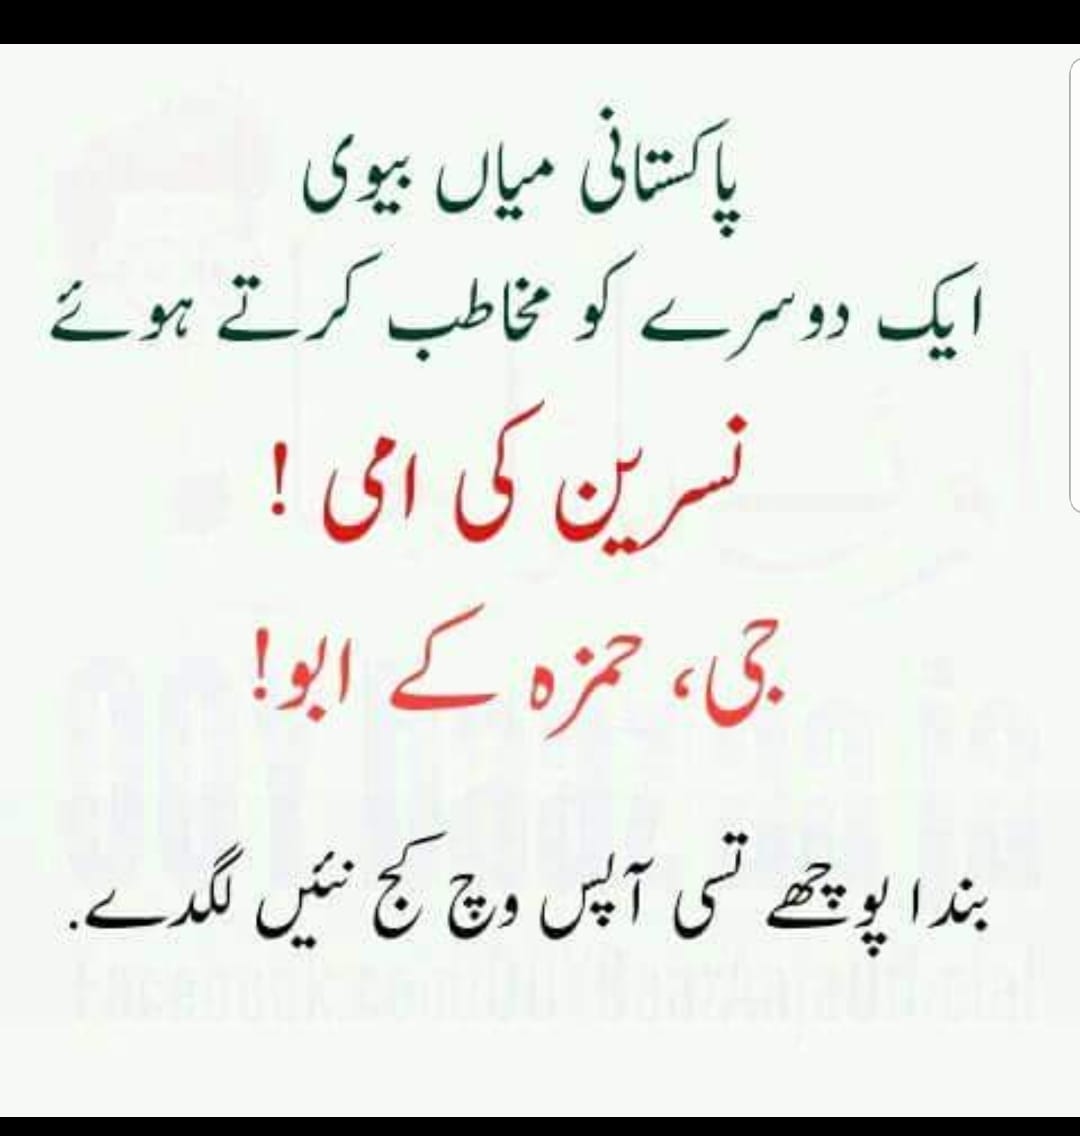 پاکستانی میاں بیوی
ایک دوسرے کو مخاطب کرتے ہوئے
نسرین کی امی !
جی، حمزہ کے ابو!
بندا پوچھے تسی آپس وچ کج نئیں لگدے.